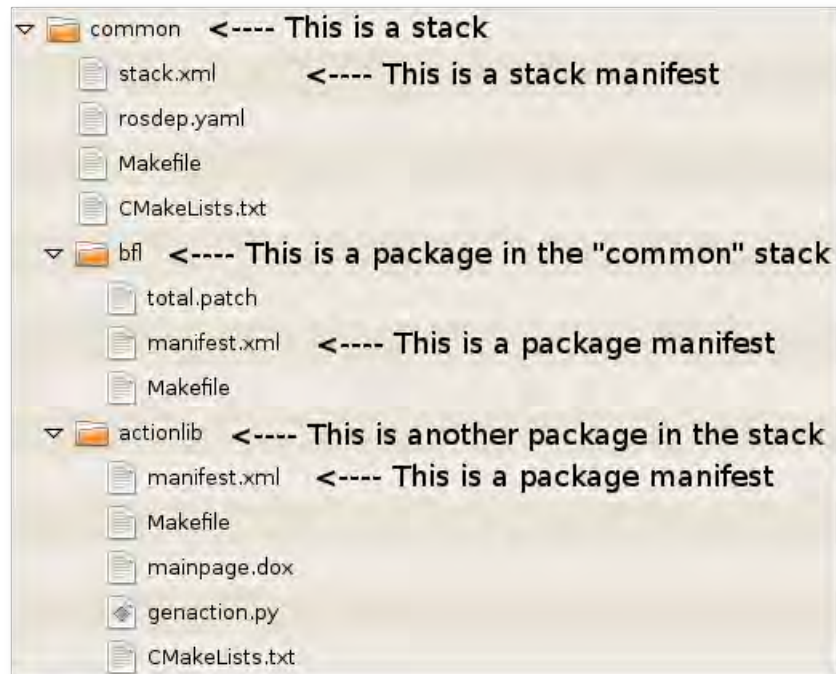 common <---- This is a stack
stack.xml <---- This is a stack manifest
rosdep.yaml
Makefile
CMakeLists.txt
bfl <---- This is a package in the "common" stack
total.patch
manifest.xml <---- This is a package manifest
Makefile
actionlib <---- This is another package in the stack
manifest.xml <---- This is a package manifest
Makefile
mainpage.dox
genaction.py
CMakeLists.txt